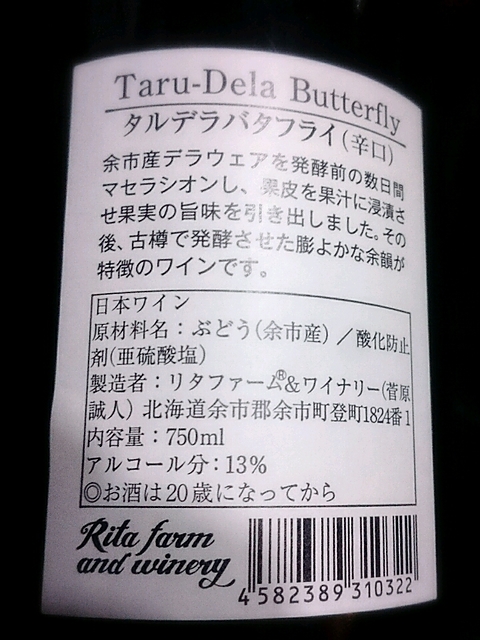 Taru-Dela Butterfly
タルデラバタフライ(辛口)
余市産デラウェアを発酵前の数日間
マセラシオンし、果皮を果汁に浸漬さ
せ果実の旨味を引き出しました。その
後、古樽で発酵させた膨よかな余韻が
特徴のワインです。
日本ワイン
原材料名：ぶどう(余市産)／酸化防止
剤(亜硫酸塩)
製造者：リタファーム®&ワイナリー(菅原
誠人) 北海道余市郡余市町登町1824番1
内容量：750ml
アルコール分：13%
◎お酒は20歳になってから
Rita farm
and winery
4 582389 310322